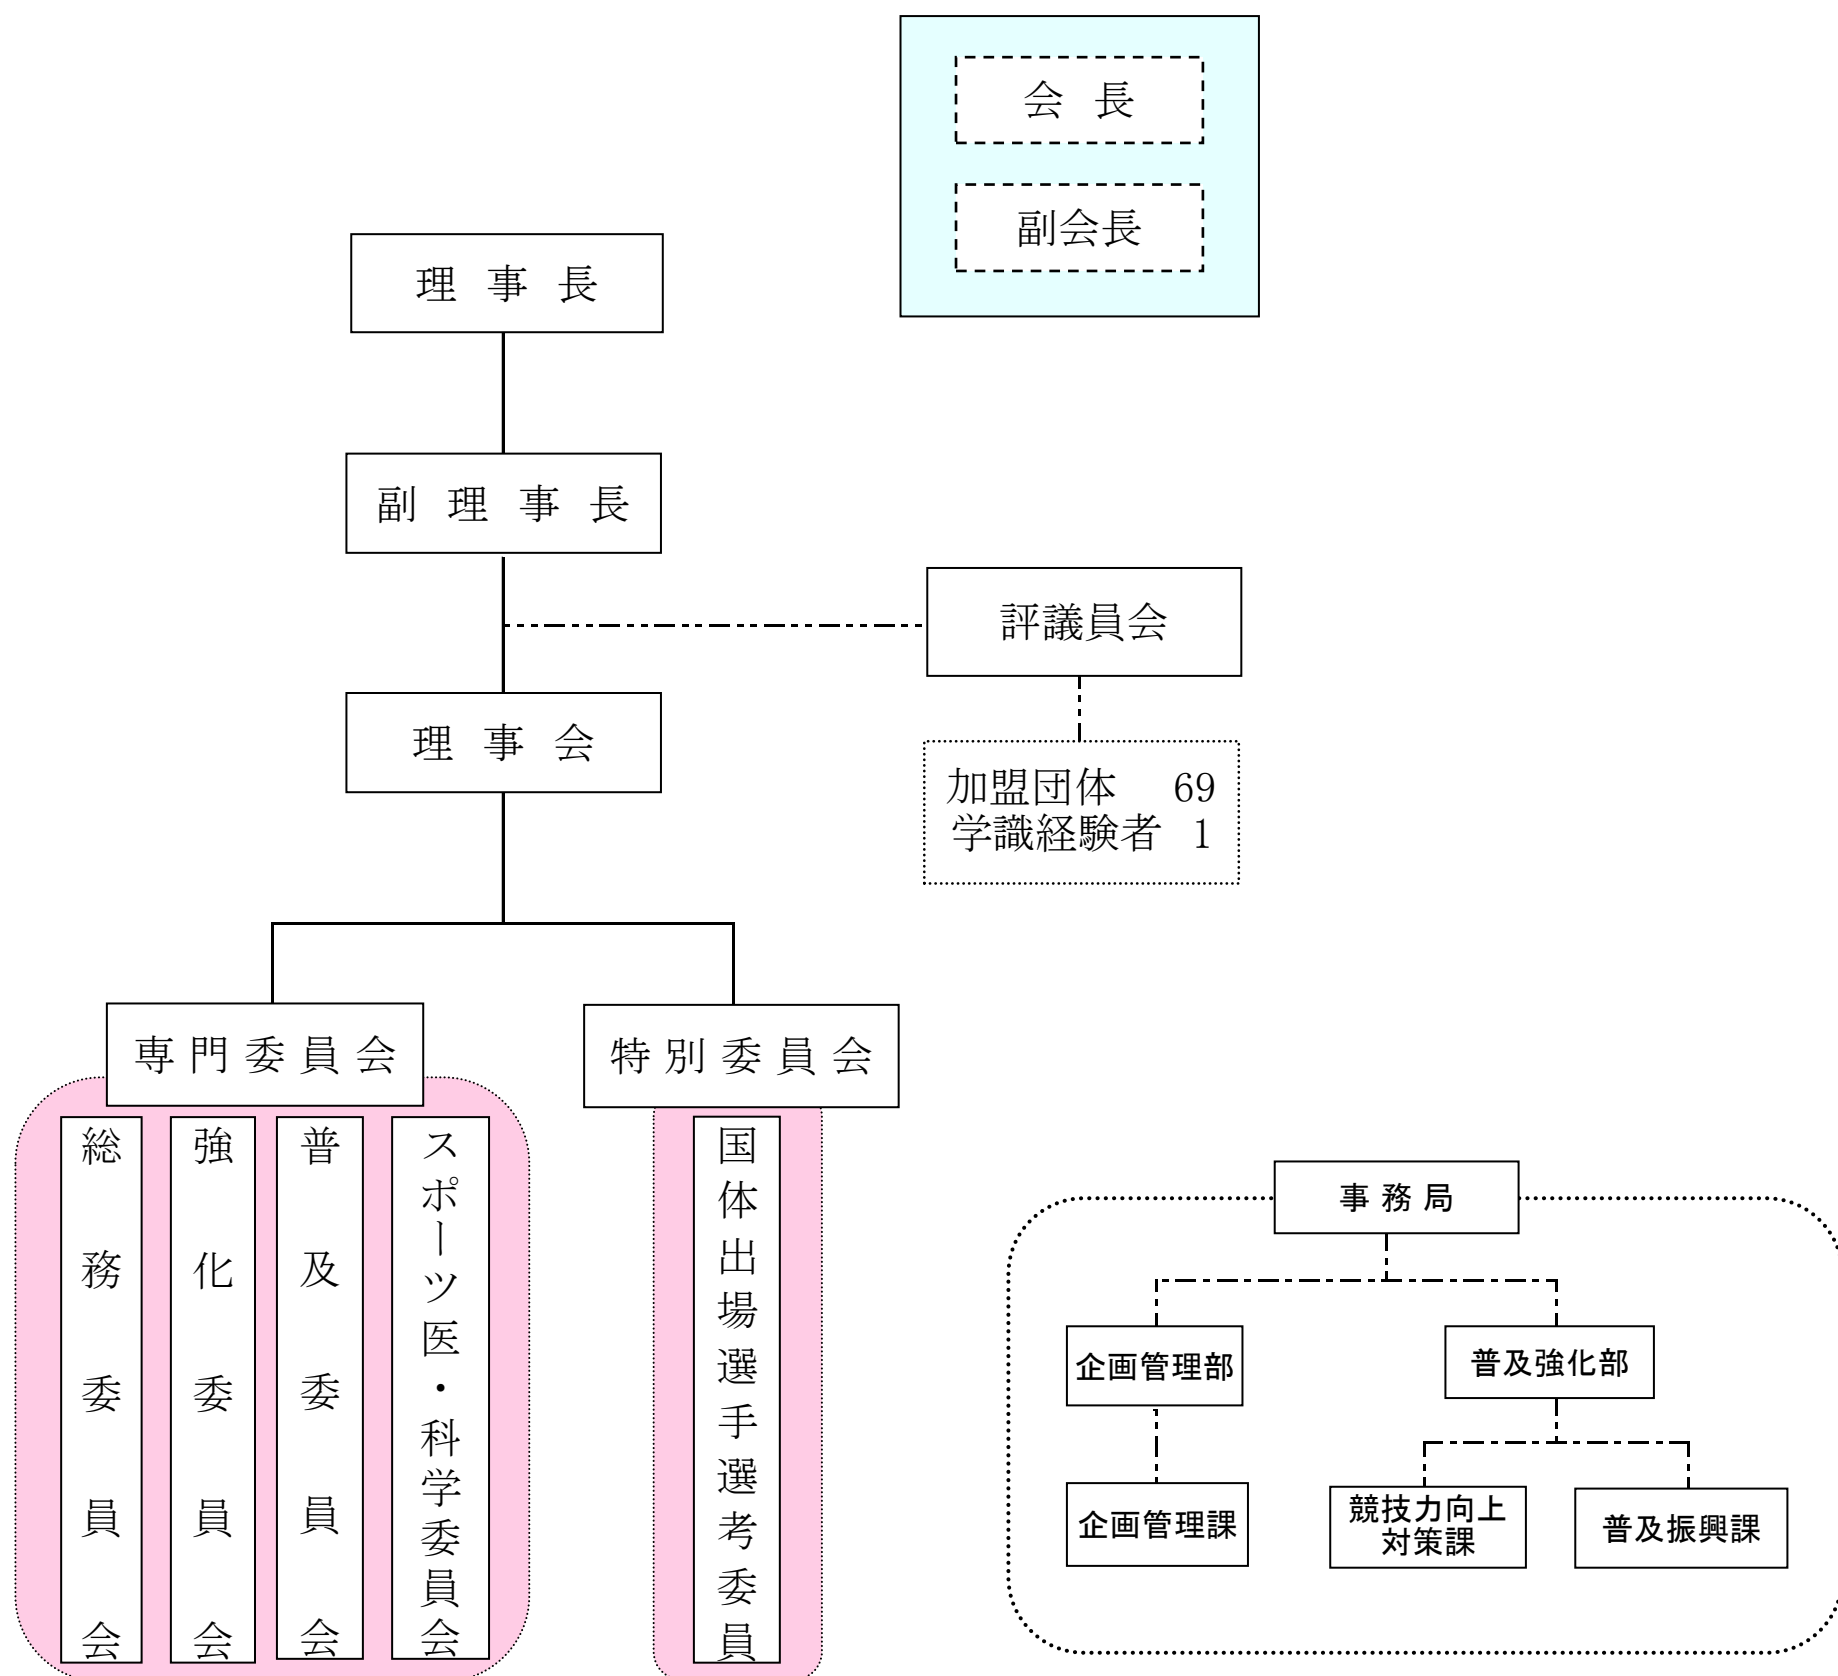 会長
副会長
理事長
副理事長
評議員会
理事会
加盟団体 69
学識経験者 1
専門委員会
特別委員会
総務委員会
強化委員会
普及委員会
スポーツ医・科学委員会
国体出場選手選考委員
事務局
企画管理部
普及強化部
企画管理課
競技力向上
対策課
普及振興課